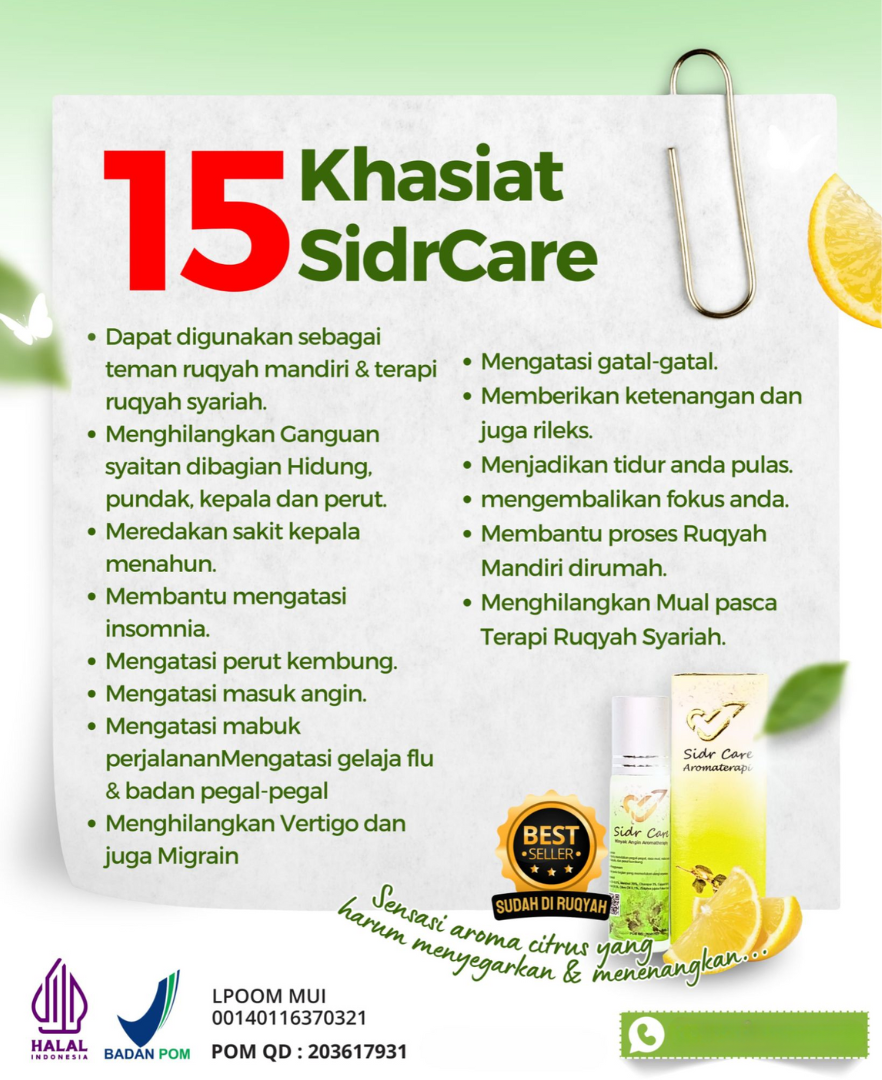 15 Khasiat
SidrCare
• Dapat digunakan sebagai
teman ruqyah mandiri & terapi
ruqyah syariah.
• Menghilangkan Ganguan
syaitan dibagian Hidung,
pundak, kepala dan perut.
• Meredakan sakit kepala
menahun.
• Membantu mengatasi
insomnia.
• Mengatasi perut kembung.
• Mengatasi masuk angin.
• Mengatasi mabuk
perjalananMengatasi gelaja flu
& badan pegal-pegal
• Menghilangkan Vertigo dan
juga Migrain
• Mengatasi gatal-gatal.
• Memberikan ketenangan dan
juga rileks.
• Menjadikan tidur anda pulas.
• mengembalikan fokus anda.
• Membantu proses Ruqyah
Mandiri dirumah.
• Menghilangkan Mual pasca
Terapi Ruqyah Syariah.
Sidr Care
Aromaterapi
Sidr Care
Minyak Angin Aromaterapi
BEST
SELLER
SUDAH DI RUQYAH
Sensasi aroma citrus yang
harum menyegarkan & menenangkan...
HALAL
INDONESIA
BADAN POM
LPOOM MUI
00140116370321
POM QD : 203617931